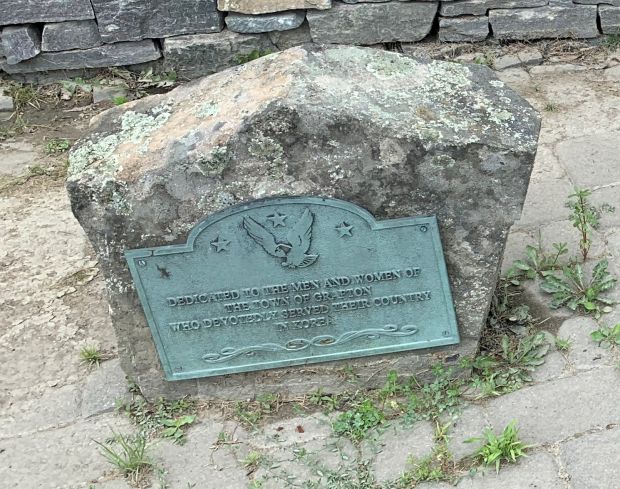 DEDICATED TO THE MEN AND WOMEN OF
THE TOWN OF GRAFTON
WHO DEVOTEDLY SERVED THEIR COUNTRY
IN KOREA